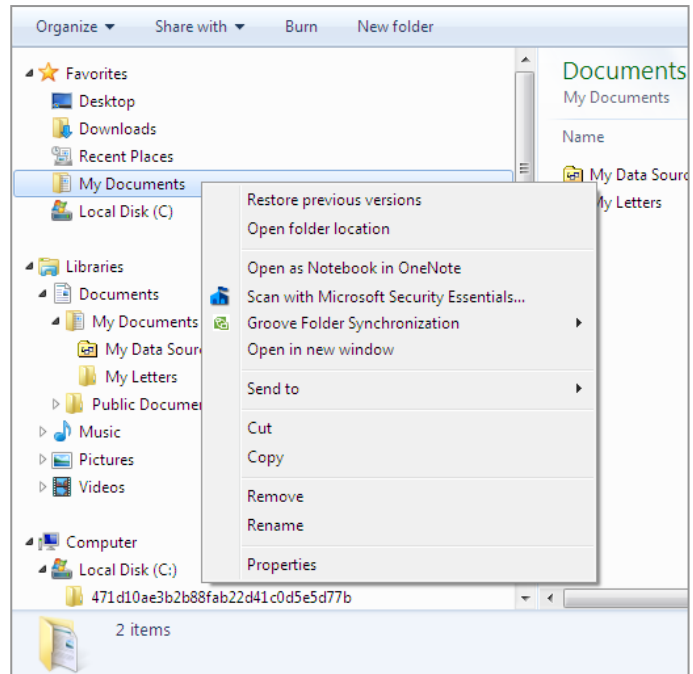 Organize Share with Burn New folder
Favorites
Desktop
Downloads
Recent Places
My Documents
Local Disk (C)
Libraries
Documents
My Documents
My Data Sour
My Letters
Public Documen
Music
Pictures
Videos
Computer
Local Disk (C:)
471d10ae3b2b88fab22d41c0d5e5d77b
Restore previous versions
Open folder location
Open as Notebook in OneNote
Scan with Microsoft Security Essentials...
Groove Folder Synchronization
Open in new window
Send to
Cut
Copy
Remove
Rename
Properties
Documents
My Documents
Name
My Data Sourc
My Letters
2 items